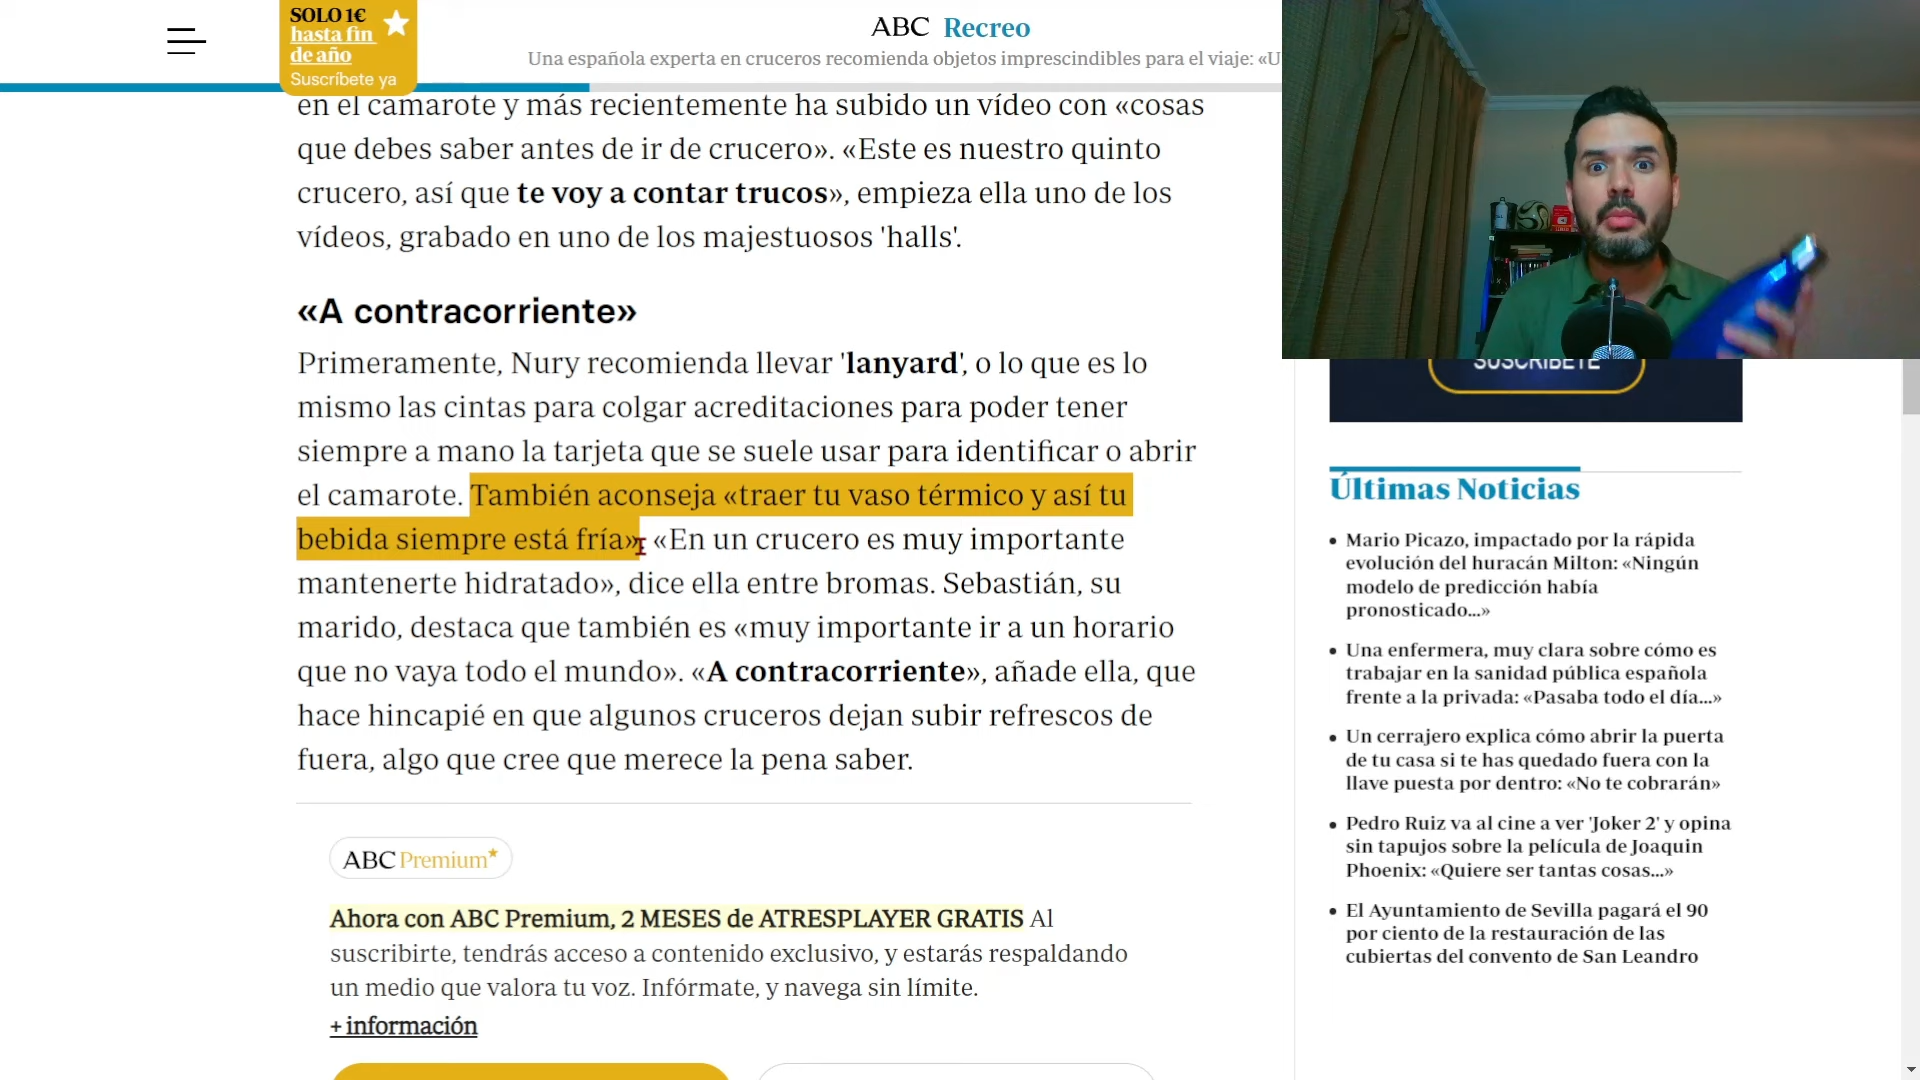 SOLO 1€
hasta fin
de año
Suscríbete ya
ABC Recreo
Una española experta en cruceros recomienda objetos imprescindibles para el viaje: «U
en el camarote y más recientemente ha subido un vídeo con «cosas
que debes saber antes de ir de crucero». «Este es nuestro quinto
crucero, así que te voy a contar trucos», empieza ella uno de los
vídeos, grabado en uno de los majestuosos 'halls'.
«A contracorriente»
Primeramente, Nury recomienda llevar 'lanyard', o lo que es lo
mismo las cintas para colgar acreditaciones para poder tener
siempre a mano la tarjeta que se suele usar para identificar o abrir
el camarote. También aconseja «traer tu vaso térmico y así tu
bebida siempre está fría». «En un crucero es muy importante
mantenerte hidratado», dice ella entre bromas. Sebastián, su
marido, destaca que también es «muy importante ir a un horario
que no vaya todo el mundo». «A contracorriente», añade ella, que
hace hincapié en que algunos cruceros dejan subir refrescos de
fuera, algo que cree que merece la pena saber.
ABC Premium
Ahora con ABC Premium, 2 MESES de ATRESPLAYER GRATIS Al
suscribirte, tendrás acceso a contenido exclusivo, y estarás respaldando
un medio que valora tu voz. Infórmate, y navega sin límite.
+ información
SUSCRÍBETE
Últimas Noticias
Mario Picazo, impactado por la rápida
evolución del huracán Milton: «Ningún
modelo de predicción había
pronosticado...»
Una enfermera, muy clara sobre cómo es
trabajar en la sanidad pública española
frente a la privada: «Pasaba todo el día...»
Un cerrajero explica cómo abrir la puerta
de tu casa si te has quedado fuera con la
llave puesta por dentro: «No te cobrarán»
Pedro Ruiz va al cine a ver 'Joker 2' y opina
sin tapujos sobre la película de Joaquin
Phoenix: «Quiere ser tantas cosas...»
El Ayuntamiento de Sevilla pagará el 90
por ciento de la restauración de las
cubiertas del convento de San Leandro